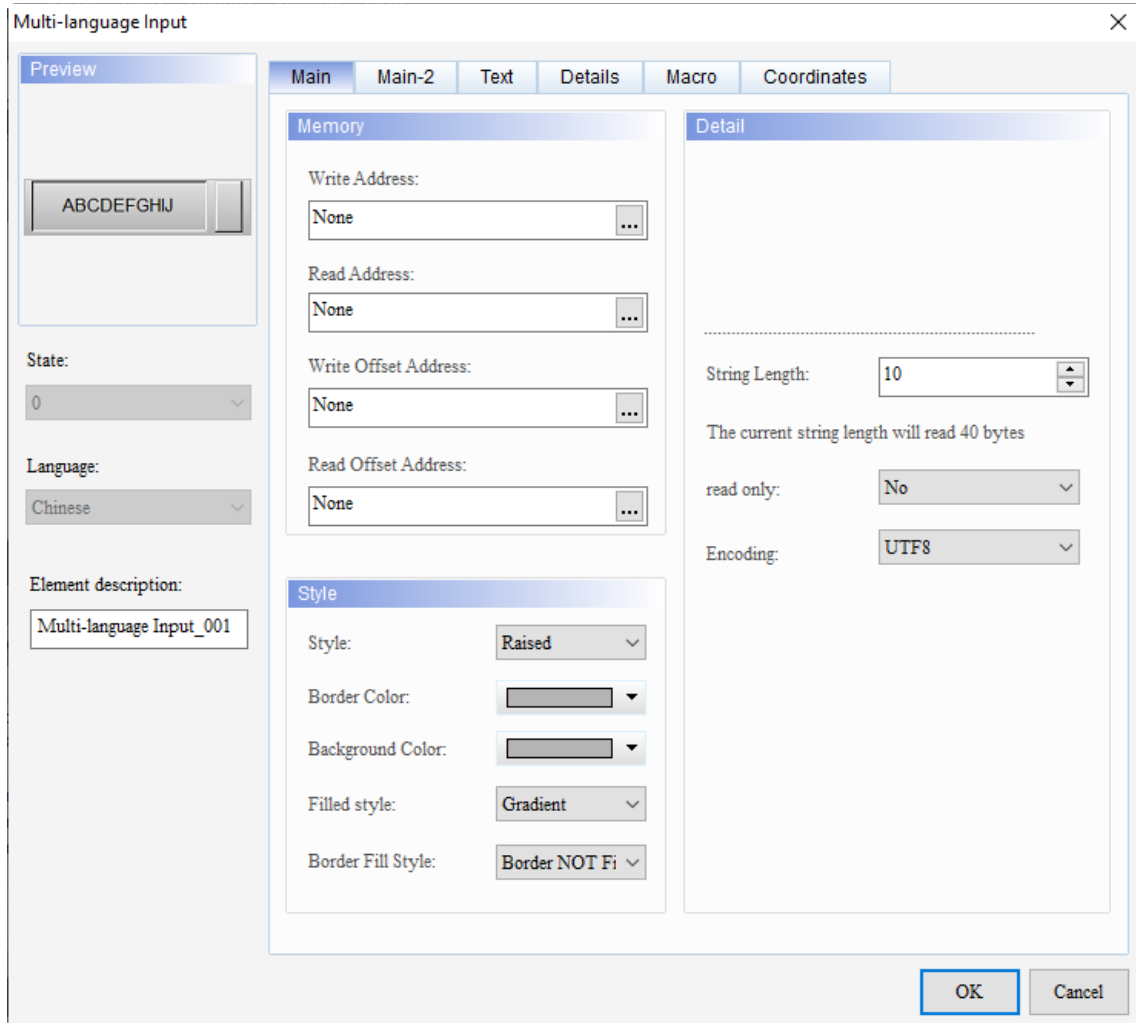 Multi-language Input
Preview
ABCDEFGHIJ
State:
0
Language:
Chinese
Element description:
Multi-language Input_001
Main Main-2 Text Details Macro Coordinates
Memory
Write Address:
None
...
Read Address:
None
...
Write Offset Address:
None
...
Read Offset Address:
None
...
Style
Style: Raised
Border Color:
Background Color:
Filled style: Gradient
Border Fill Style: Border NOT Fi
Detail
String Length: 10
The current string length will read 40 bytes
read only: No
Encoding: UTF8
OK Cancel